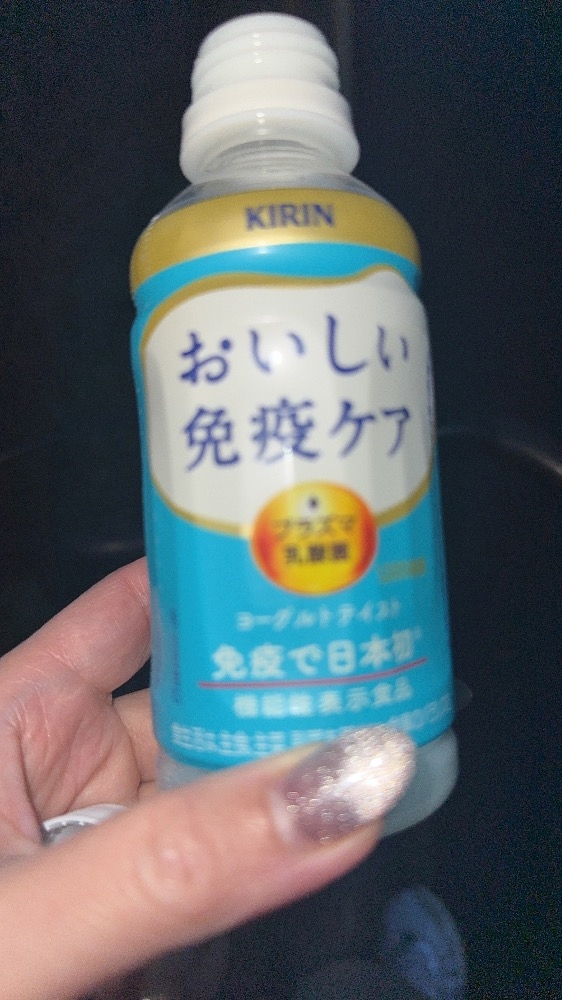 KIRIN
おいしい
免疫ケア
プラズマ
乳酸菌
ヨーグルトテイスト
免疫で日本初
機能性表示食品